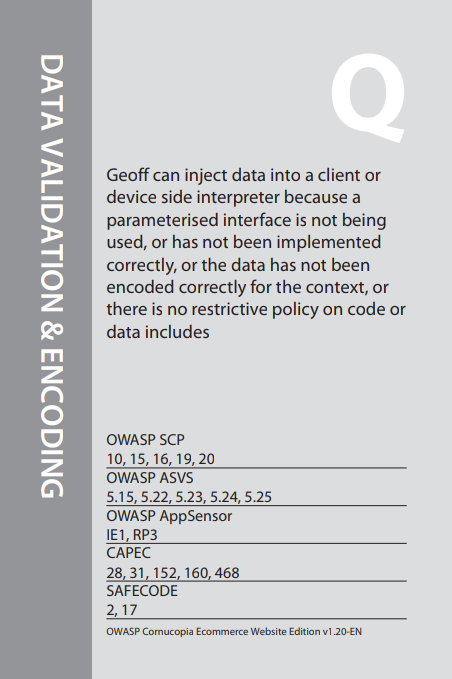 DATA VALIDATION & ENCODING
Q
Geoff can inject data into a client or
device side interpreter because a
parameterised interface is not being
used, or has not been implemented
correctly, or the data has not been
encoded correctly for the context, or
there is no restrictive policy on code or
data includes
OWASP SCP
10, 15, 16, 19, 20
OWASP ASVS
5.15, 5.22, 5.23, 5.24, 5.25
OWASP AppSensor
IE1, RP3
CAPEC
28, 31, 152, 160, 468
SAFECODE
2, 17
OWASP Cornucopia Ecommerce Website Edition v1.20-EN